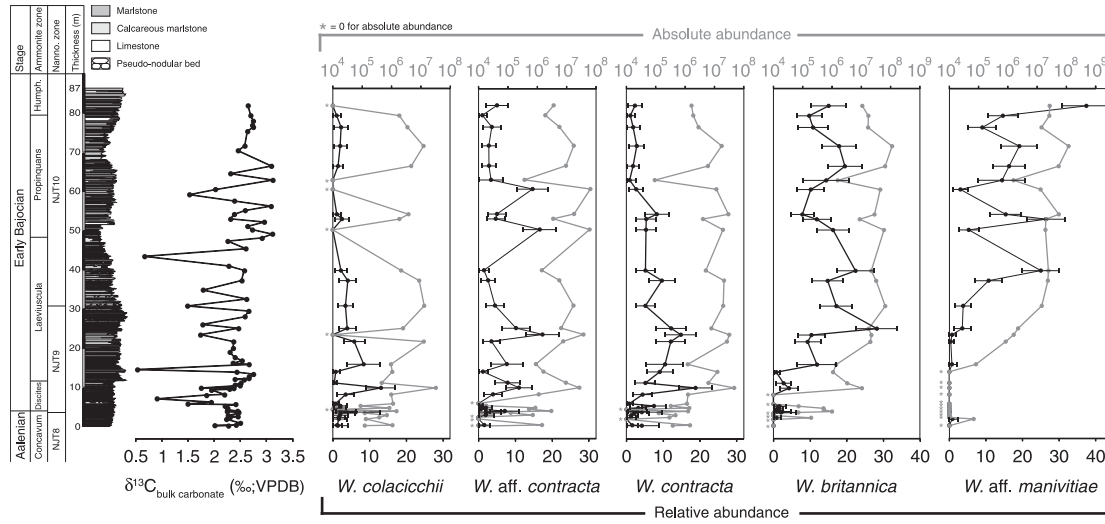 Marlstone
Calcareous marlstone
Limestone
Pseudo-nodular bed
Stage
Ammonite zone
Nanno. zone
Thickness (m)
* = 0 for absolute abundance
Absolute abundance
10⁴ 10⁵ 10⁶ 10⁷ 10⁸
10⁴ 10⁵ 10⁶ 10⁷ 10⁸
10⁴ 10⁵ 10⁶ 10⁷ 10⁸
10⁴ 10⁵ 10⁶ 10⁷ 10⁸ 10⁹
10⁴ 10⁵ 10⁶ 10⁷ 10⁸ 10⁹
Early Bajocian
Aalenian
Humph.
Propinquans
Laeviuscula
Discites
Concavum
NJT10
NJT9
NJT8
87
80
70
60
50
40
30
20
10
0
0.5 1 1.5 2 2.5 3 3.5
0 10 20 30
0 10 20 30
0 10 20 30
0 10 20 30 40
0 10 20 30 40
δ¹³C bulk carbonate (‰;VPDB)
W. colacicchii
W. aff. contracta
W. contracta
W. britannica
W. aff. manivitiae
Relative abundance